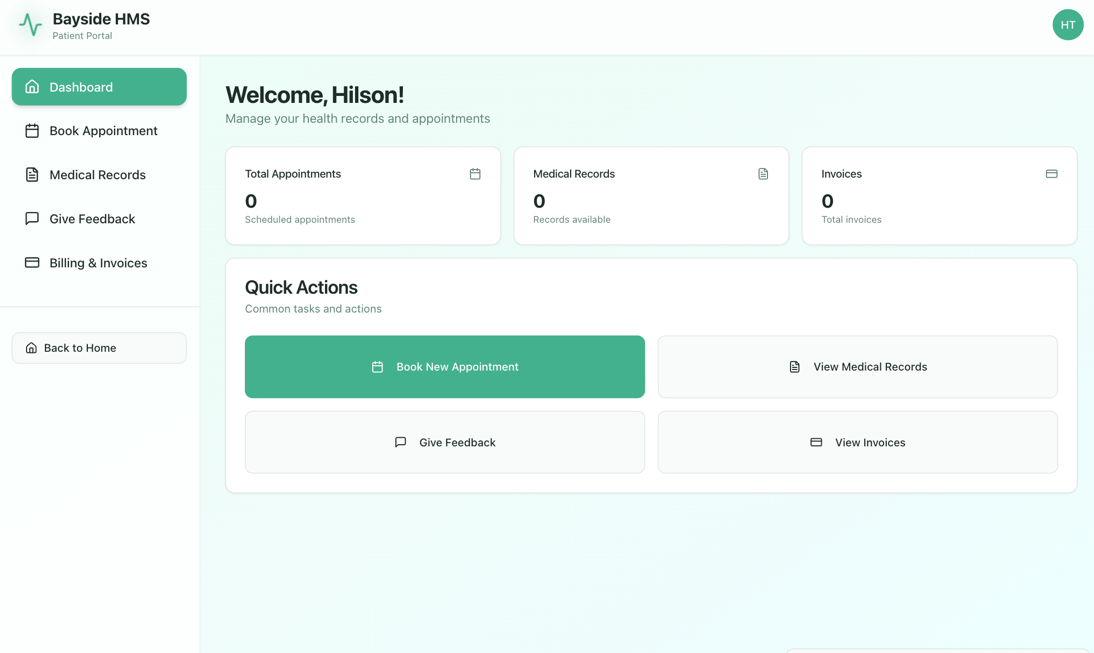 Bayside HMS
Patient Portal
HT
Dashboard
Book Appointment
Medical Records
Give Feedback
Billing & Invoices
Back to Home
Welcome, Hilson!
Manage your health records and appointments
Total Appointments
0
Scheduled appointments
Medical Records
0
Records available
Invoices
0
Total invoices
Quick Actions
Common tasks and actions
Book New Appointment
View Medical Records
Give Feedback
View Invoices